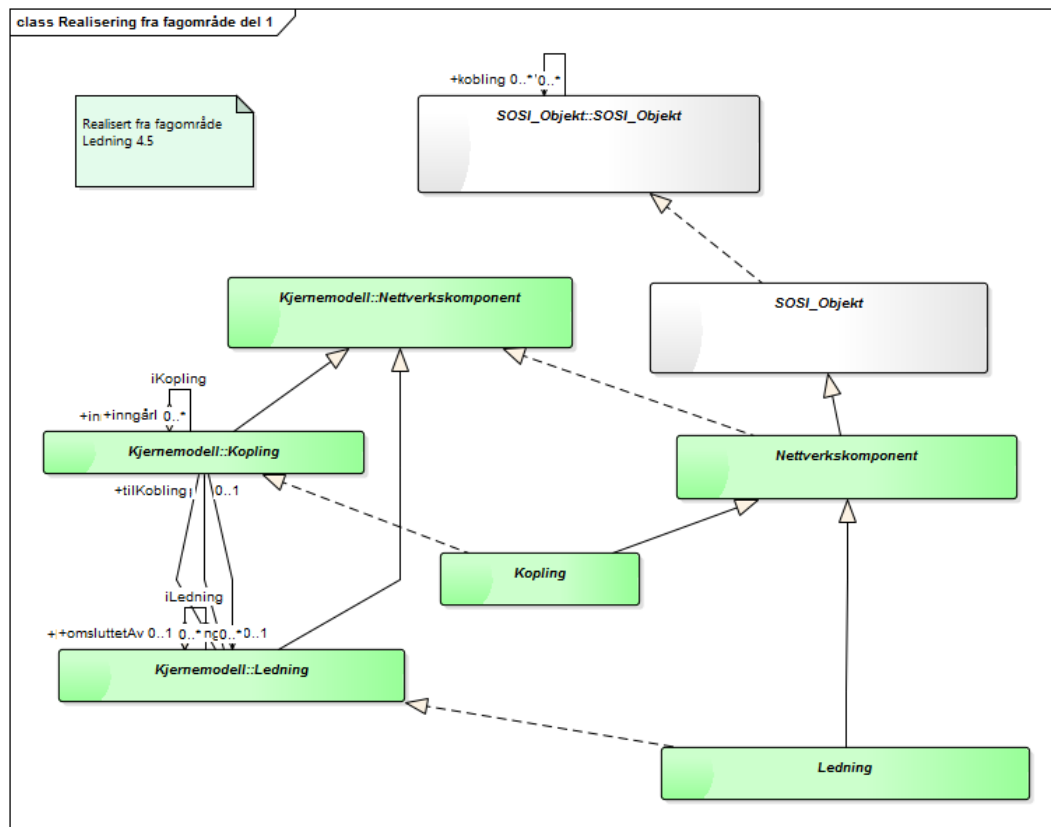 class Realisering fra fagområde del 1
+kobling 0..* 0..*
SOSI_Objekt::SOSI_Objekt
Realisert fra fagområde
Ledning 4.5
Kjernemodell::Nettverkskomponent
SOSI_Objekt
iKopling
0..*
Kjernemodell::Kopling
Nettverkskomponent
+tilKobling 0..1
Kopling
iLedning
+omsluttetAv 0..1 0..* 0..* 0..1
Kjernemodell::Ledning
Ledning